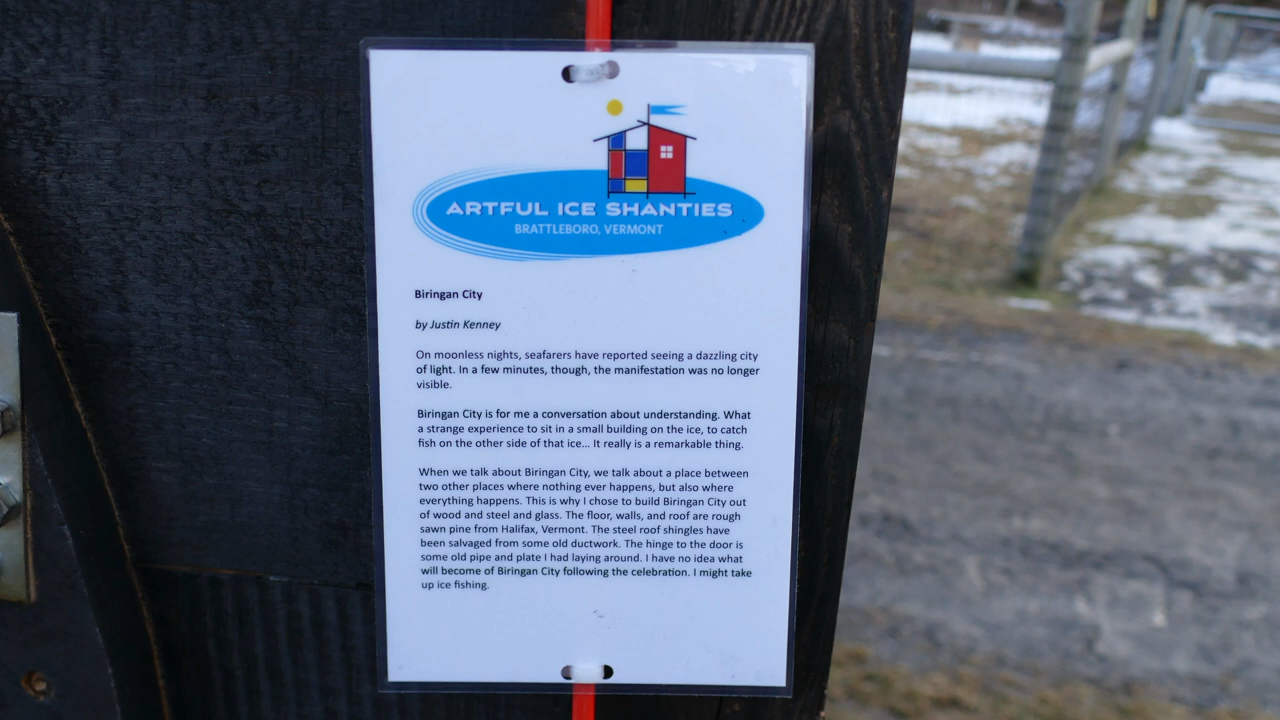 ARTFUL ICE SHANTIES
BRATTLEBORO, VERMONT
Biringan City
by Justin Kenney
On moonless nights, seafarers have reported seeing a dazzling city
of light. In a few minutes, though, the manifestation was no longer
visible.
Biringan City is for me a conversation about understanding. What
a strange experience to sit in a small building on the ice, to catch
fish on the other side of that ice... It really is a remarkable thing.
When we talk about Biringan City, we talk about a place between
two other places where nothing ever happens, but also where
everything happens. This is why I chose to build Biringan City out
of wood and steel and glass. The floor, walls, and roof are rough
sawn pine from Halifax, Vermont. The steel roof shingles have
been salvaged from some old ductwork. The hinge to the door is
some old pipe and plate I had laying around. I have no idea what
will become of Biringan City following the celebration. I might take
up ice fishing.